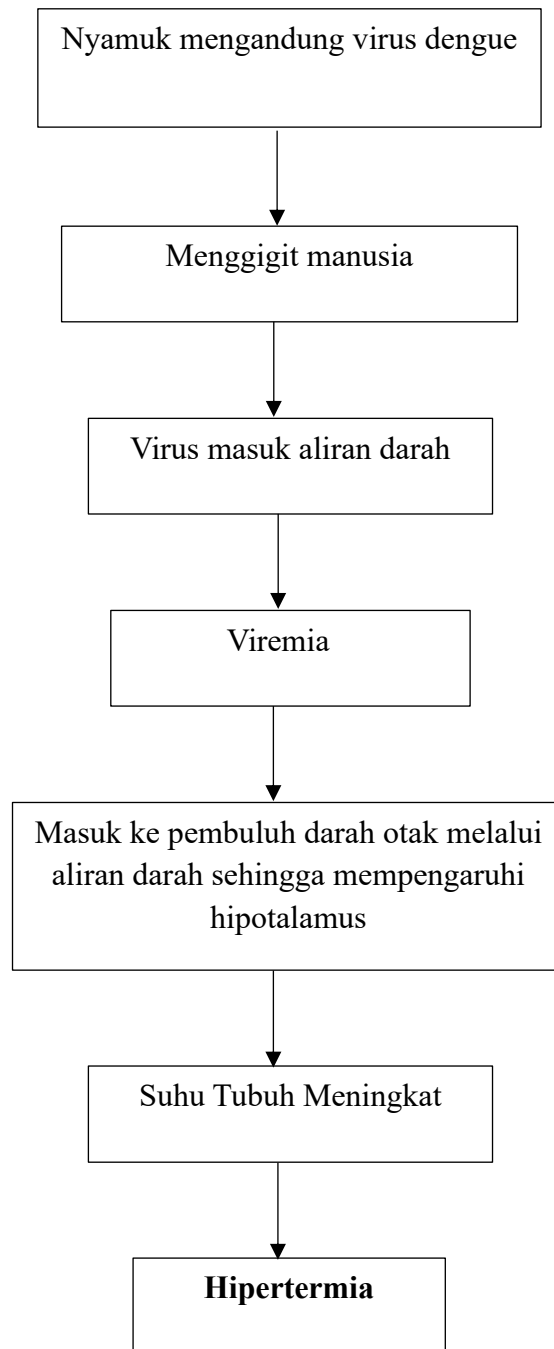 Nyamuk mengandung virus dengue
Menggigit manusia
Virus masuk aliran darah
Viremia
Masuk ke pembuluh darah otak melalui
aliran darah sehingga mempengaruhi
hipotalamus
Suhu Tubuh Meningkat
Hipertermia